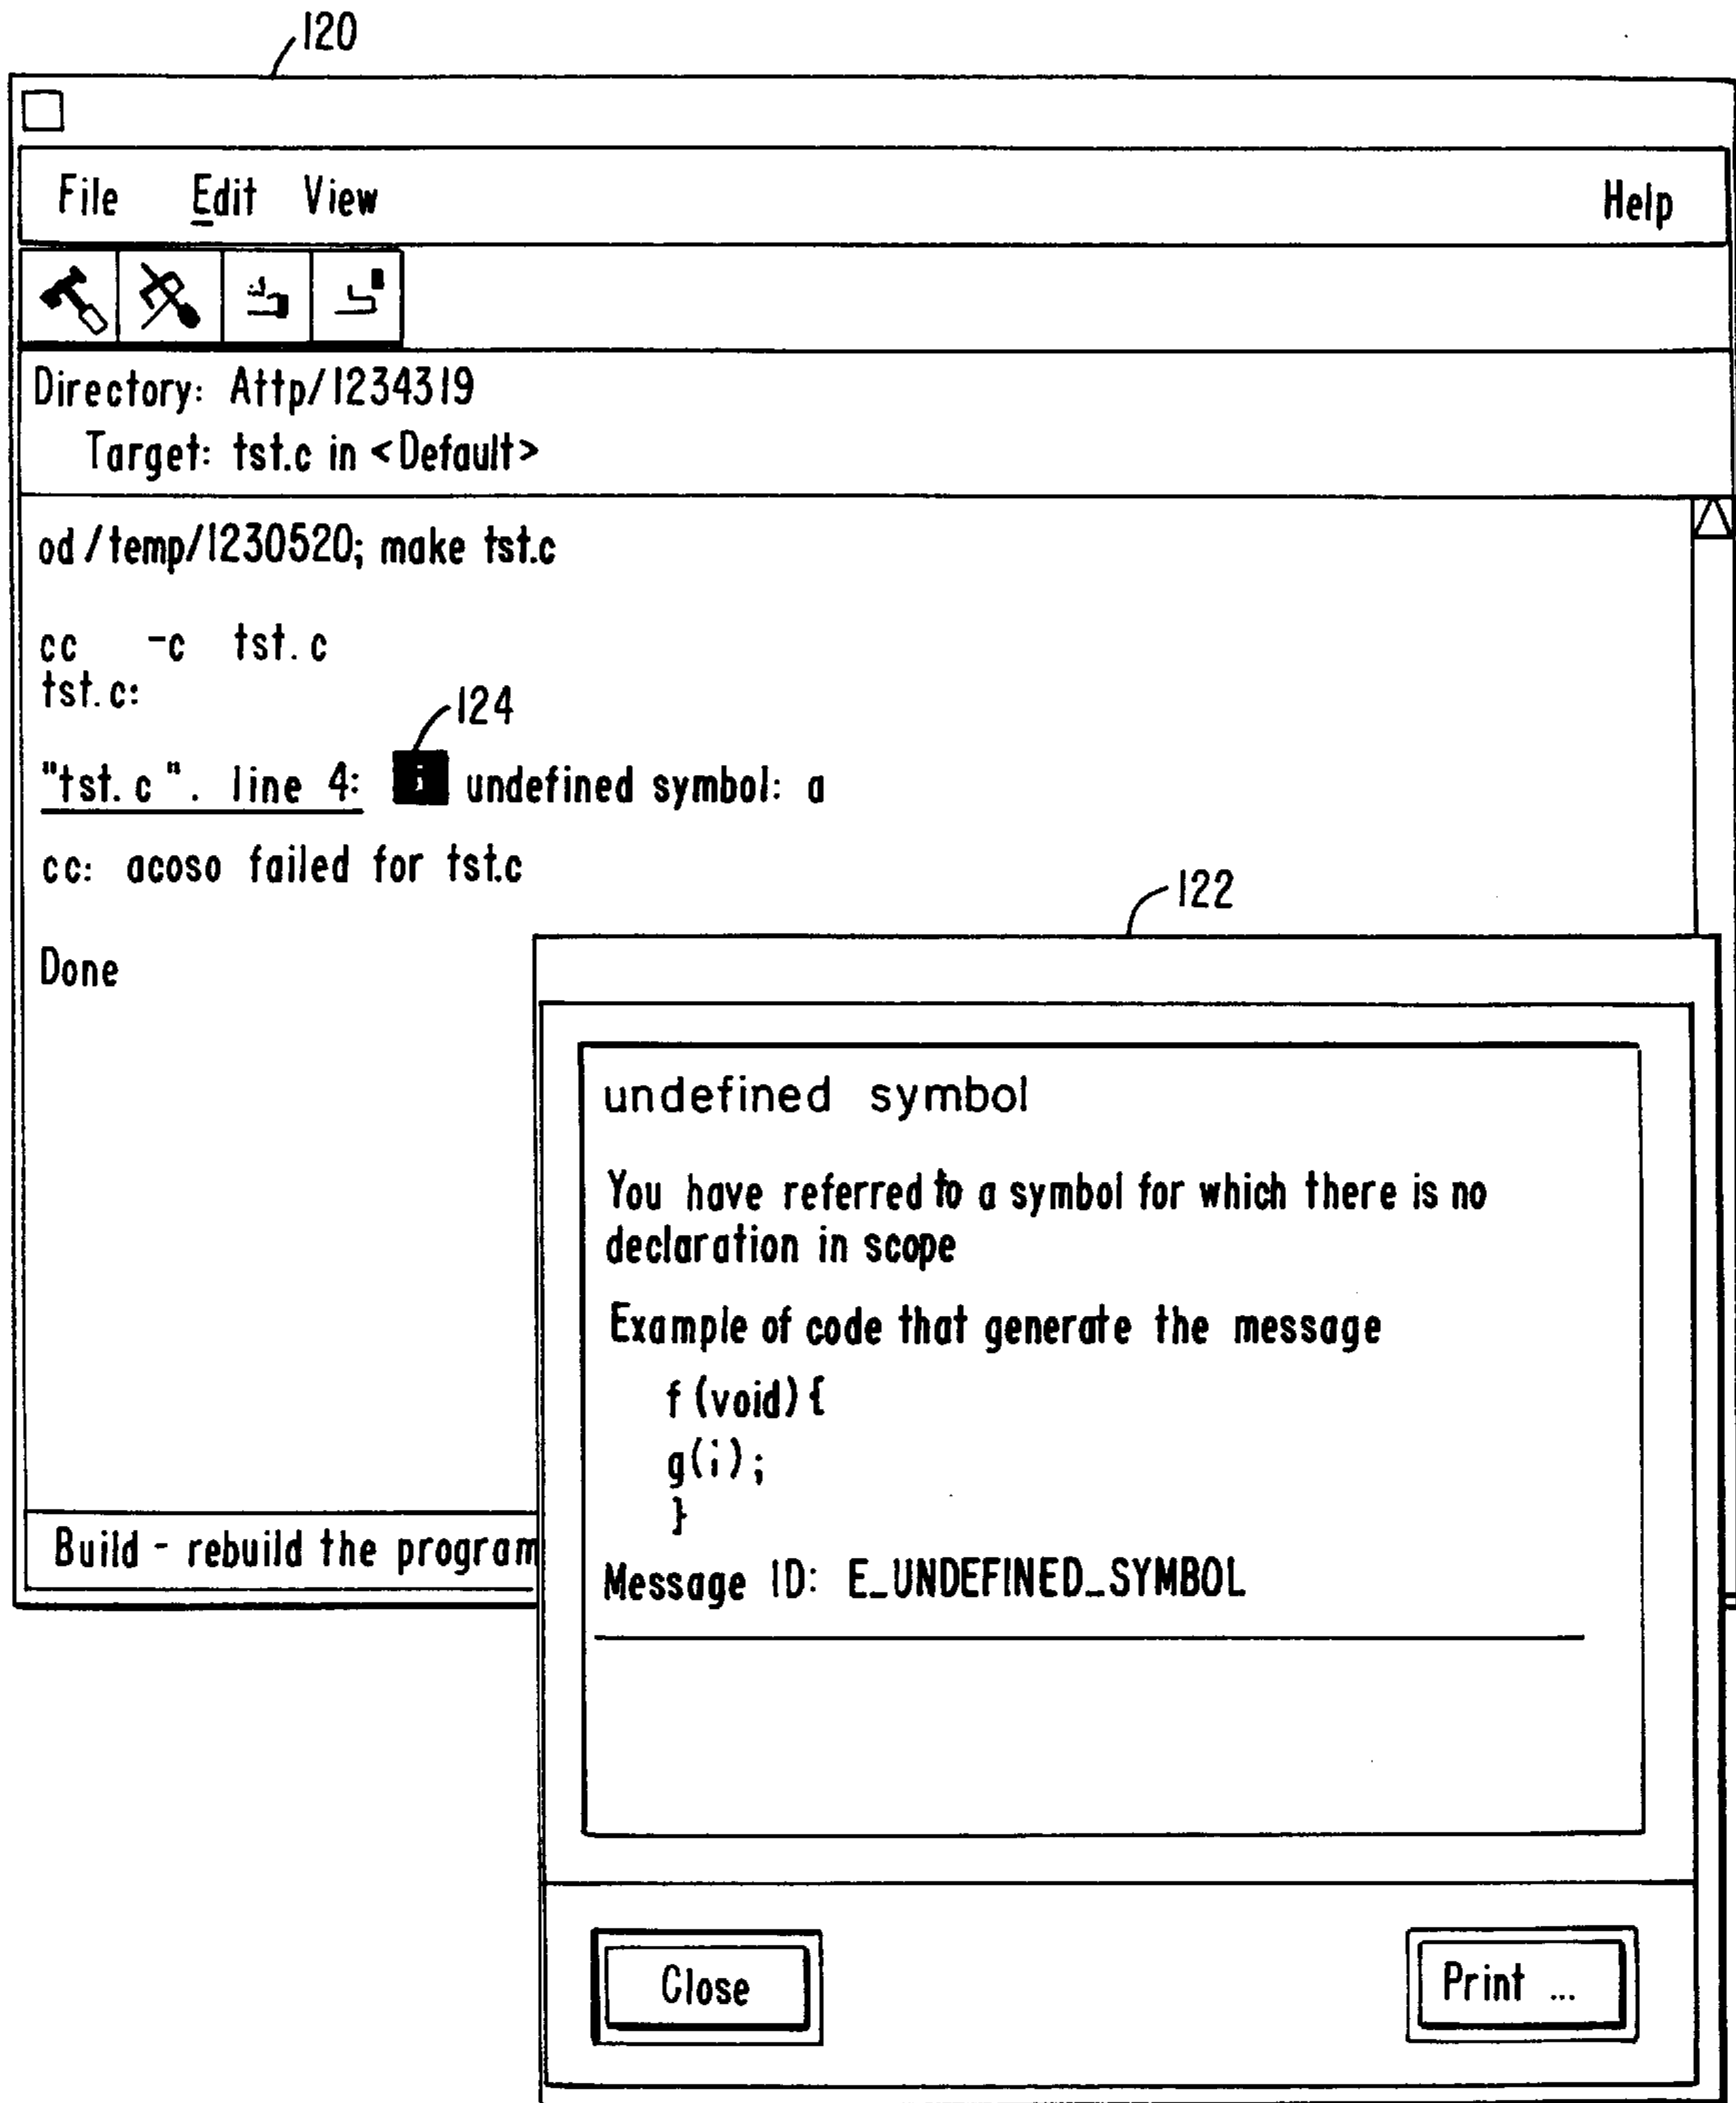 120
File Edit View Help
Directory: Attp/1234319
Target: tst.c in <Default>
od /temp/1230520; make tst.c
cc -c tst. c
tst. c:
124
"tst. c ". line 4: i undefined symbol: a
cc: acoso failed for tst.c
122
Done
undefined symbol
You have referred to a symbol for which there is no
declaration in scope
Example of code that generate the message
f (void) {
g(i);
}
Message ID: E_UNDEFINED_SYMBOL
Build - rebuild the program
Close Print ...